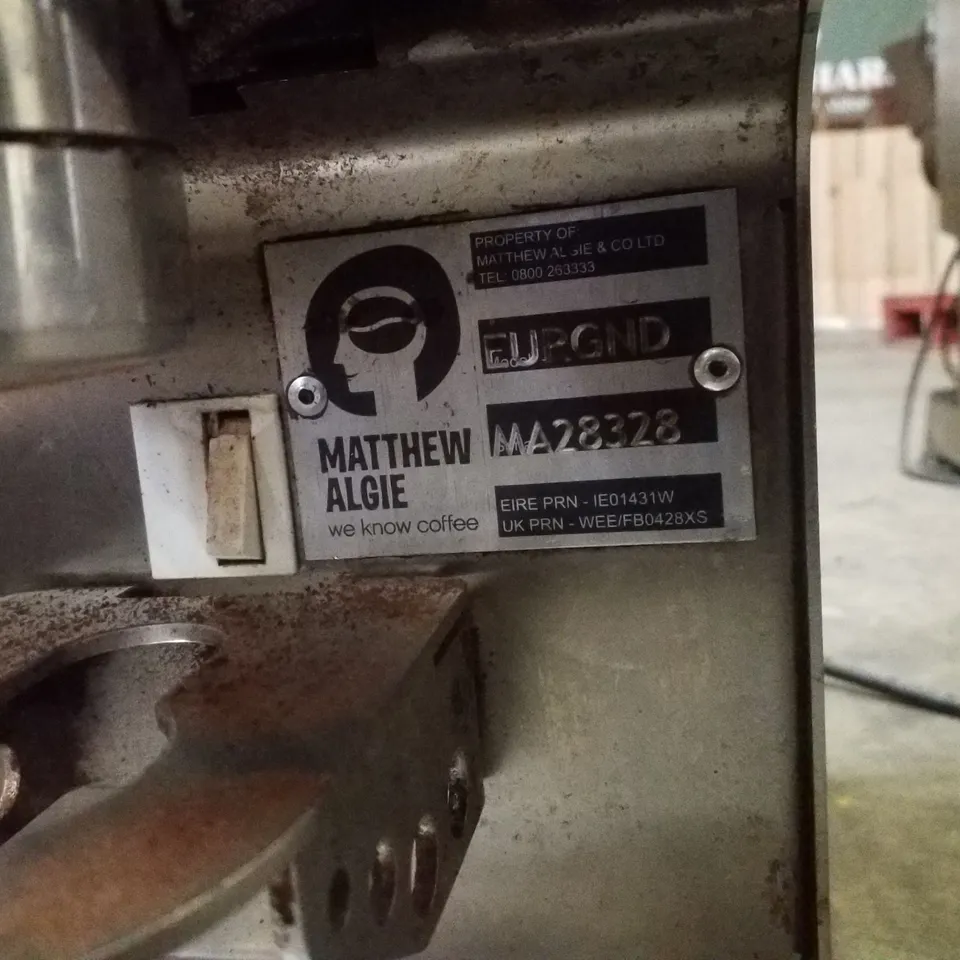 PROPERTY OF:
MATTHEW ALGIE & CO LTD
TEL: 0800 263333
EURGND
MA28328
MATTHEW
ALGIE
we know coffee
EIRE PRN - IE01431W
UK PRN - WEE/FB0428XS